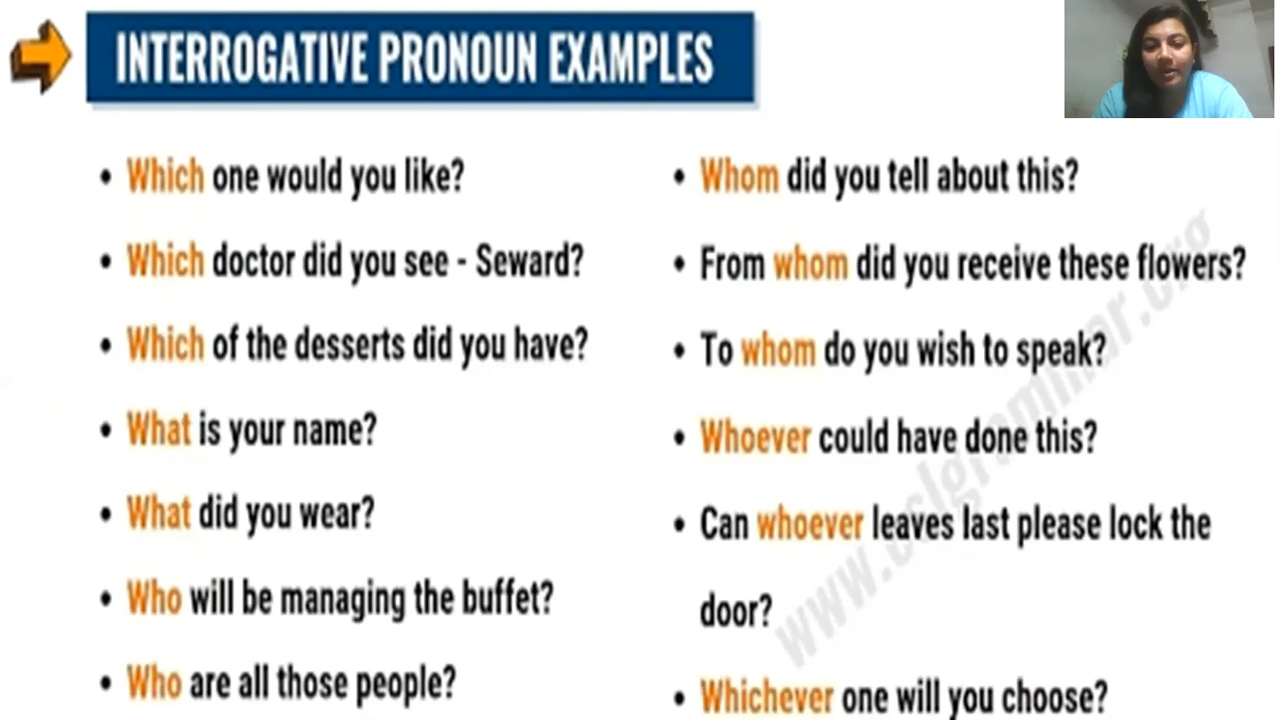 INTERROGATIVE PRONOUN EXAMPLES
• Which one would you like?
• Which doctor did you see - Seward?
• Which of the desserts did you have?
• What is your name?
• What did you wear?
• Who will be managing the buffet?
• Who are all those people?
• Whom did you tell about this?
• From whom did you receive these flowers?
• To whom do you wish to speak?
• Whoever could have done this?
• Can whoever leaves last please lock the
door?
• Whichever one will you choose?
www.eslgrammar.org